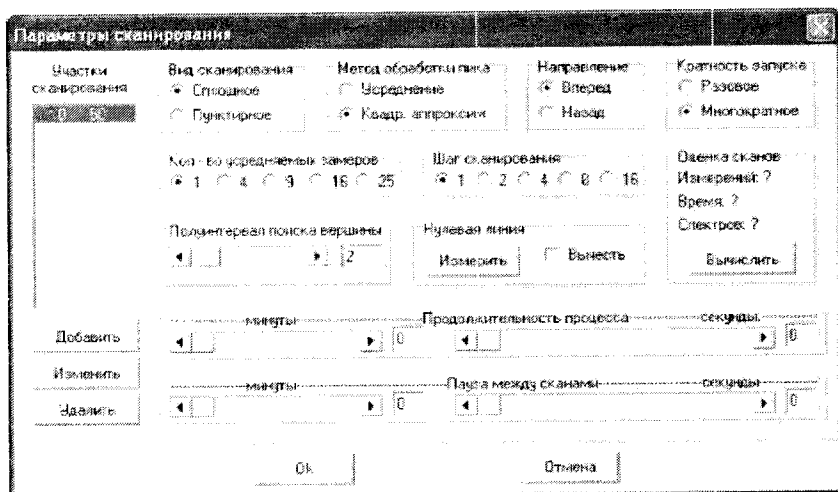 Параметры сканирования
Участки сканирования
0 60
Вид сканирования
Сплошное
Пунктирное
Метод обработки пика
Усреднение
Квадр. аппроксим
Направление
Вперед
Назад
Кратность запуска
Разовое
Многократное
Кол-во усредняемых замеров
1 4 9 16 25
Шаг сканирования
1 2 4 8 16
Оценка сканов
Измерений: ?
Время: ?
Спектров: ?
Вычислить
Полуинтервал поиска вершины
2
Нулевая линия
Измерить
Вычесть
Добавить
Изменить
Удалить
минуты Продолжительность процесса секунды
0 0
минуты Пауза между сканами секунды
0 0
Ok Отмена